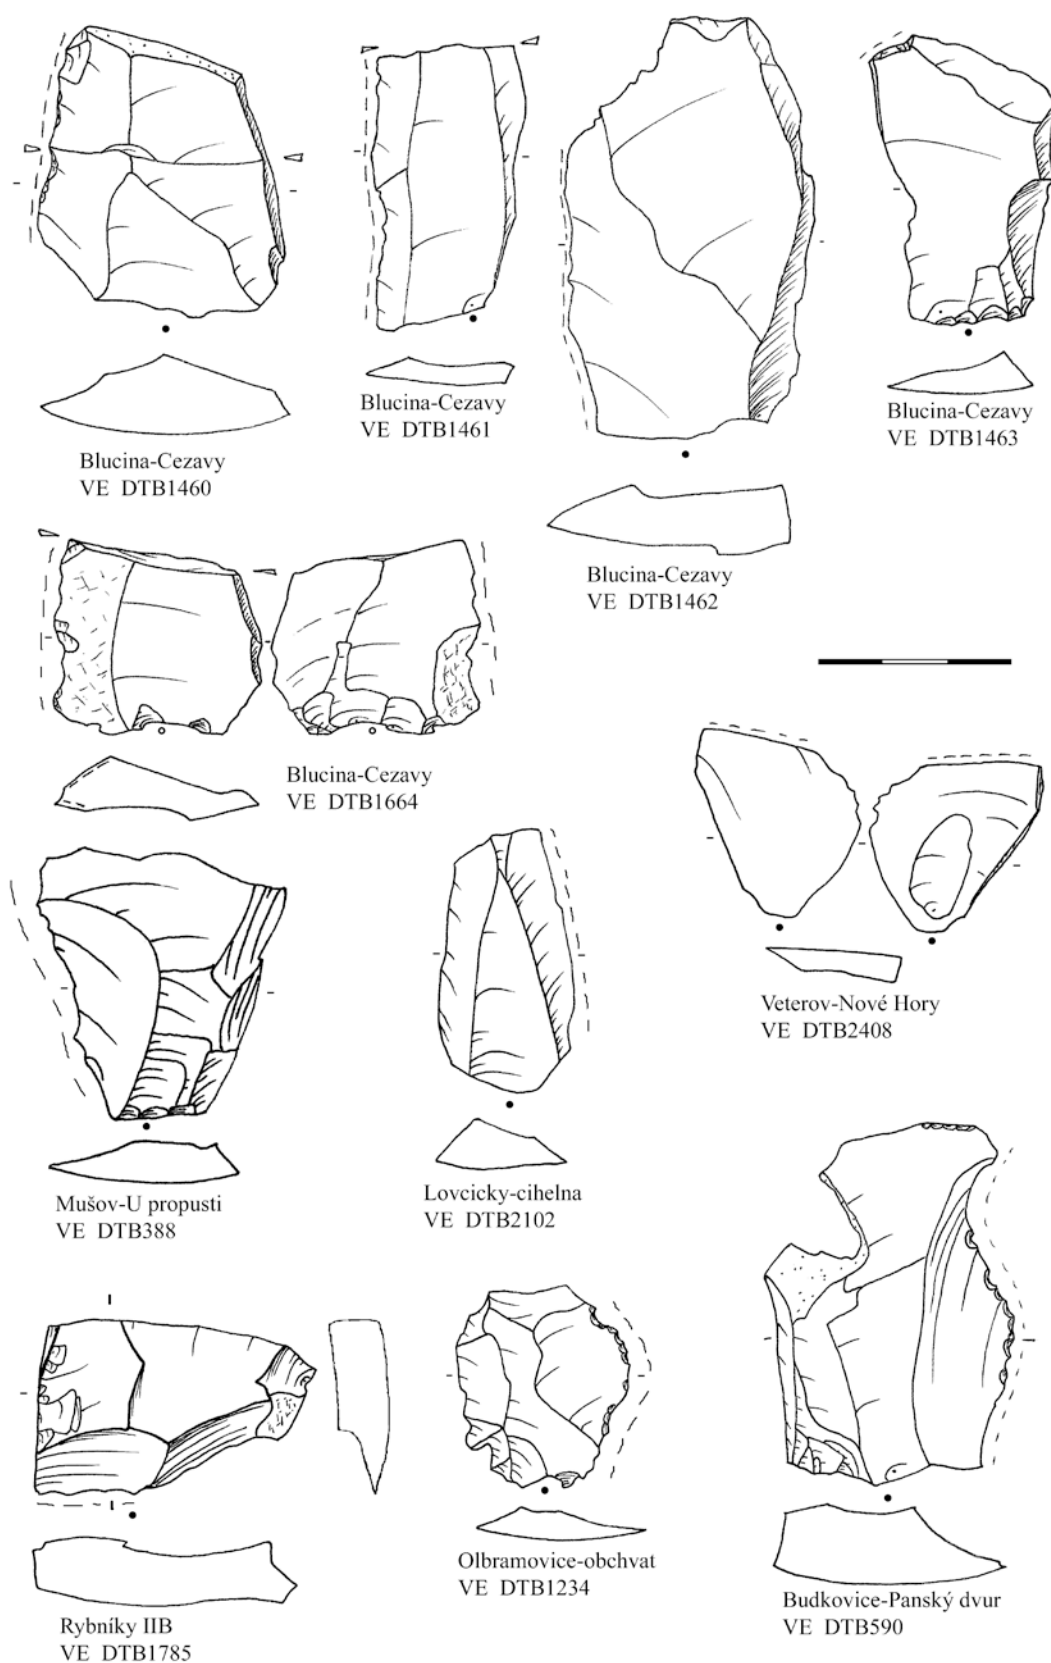 Blucina-Cezavy
VE DTB1460
Blucina-Cezavy
VE DTB1461
Blucina-Cezavy
VE DTB1462
Blucina-Cezavy
VE DTB1463
Blucina-Cezavy
VE DTB1664
Veterov-Nové Hory
VE DTB2408
Mušov-U propusti
VE DTB388
Lovcicky-cihelna
VE DTB2102
Rybníky IIB
VE DTB1785
Olbramovice-obchvat
VE DTB1234
Budkovice-Panský dvur
VE DTB590